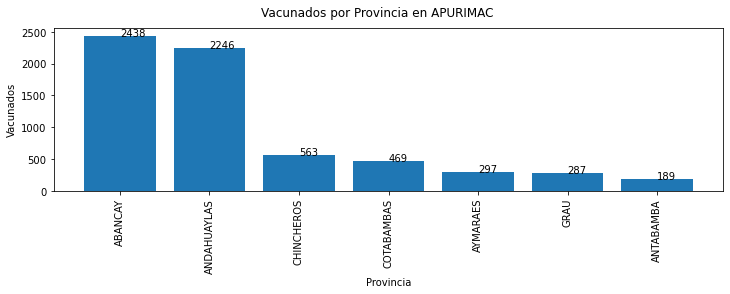 Vacunados por Provincia en APURIMAC
Vacunados
2500
2000
1500
1000
500
0
2438
2246
563
469
297
287
189
ABANCAY
ANDAHUAYLAS
CHINCHEROS
COTABAMBAS
AYMARAES
GRAU
ANTABAMBA
Provincia